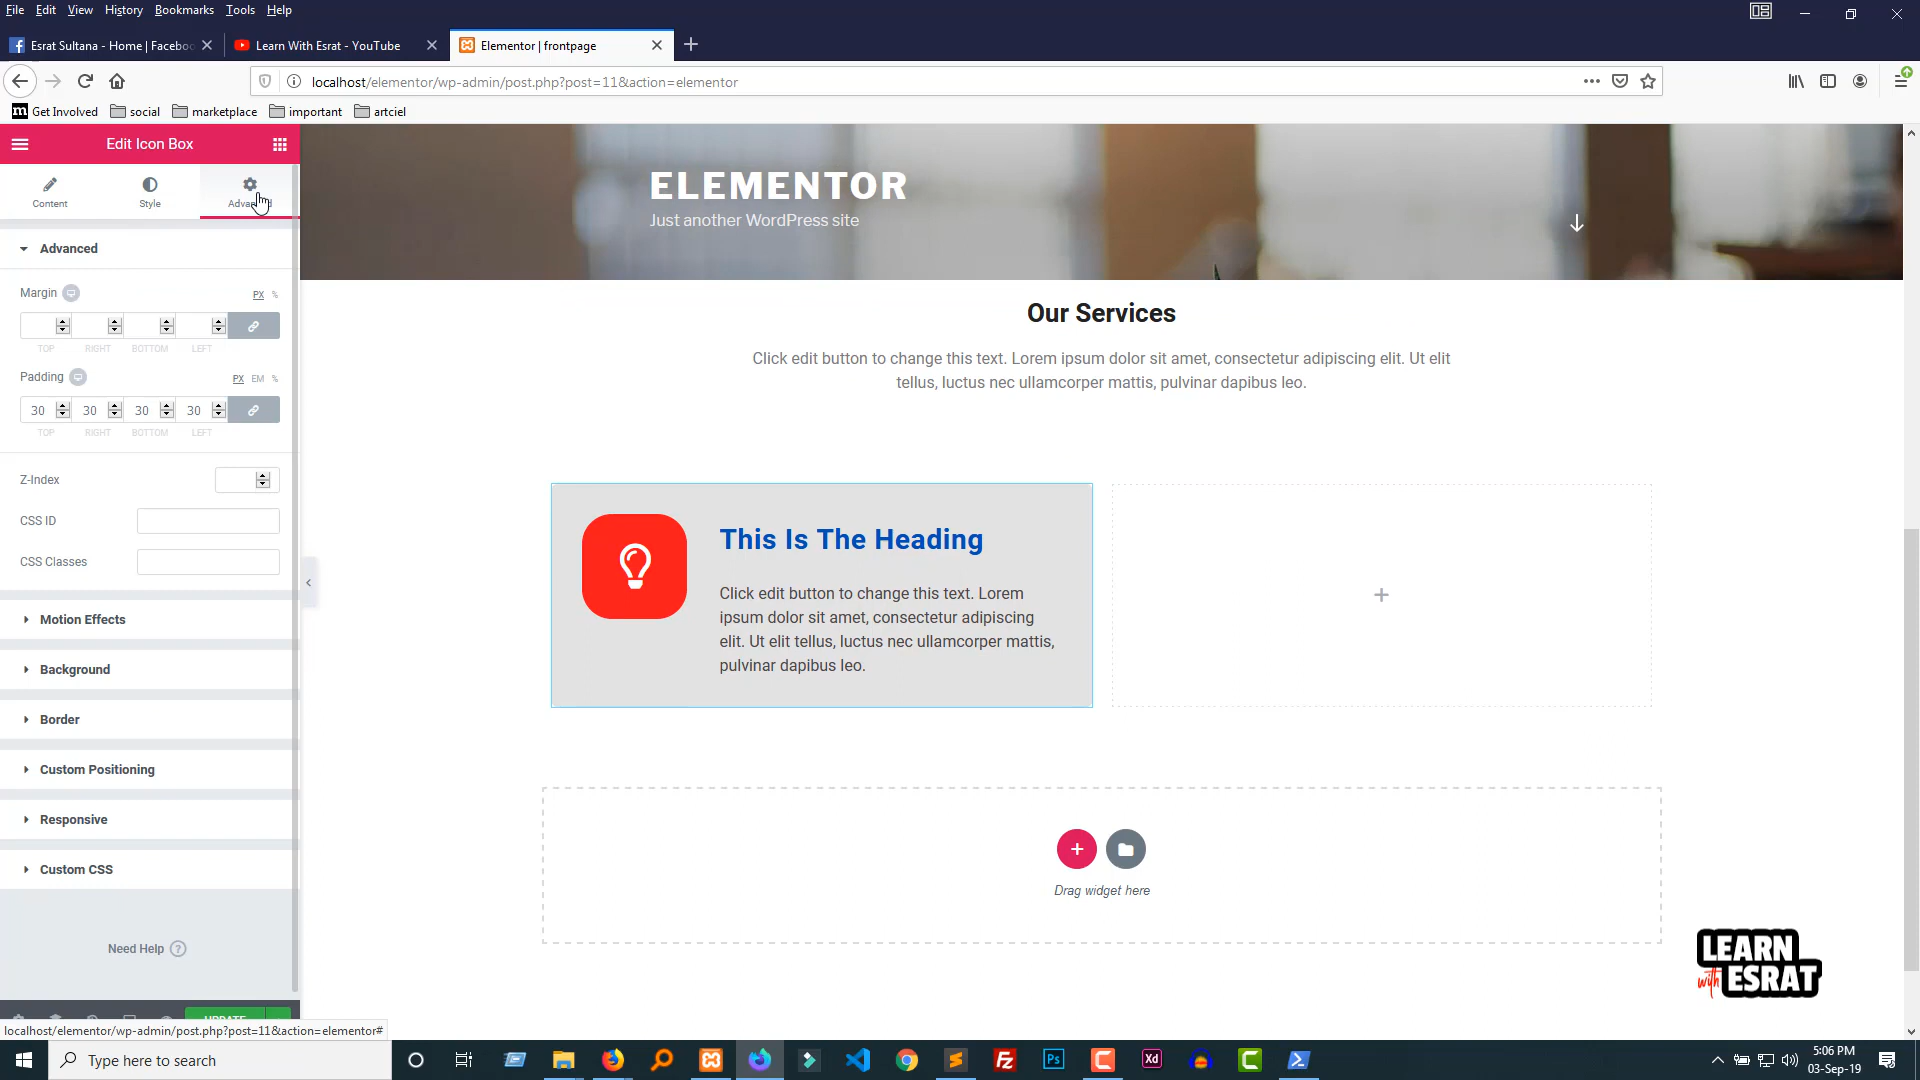 File Edit View History Bookmarks Tools Help
Esrat Sultana - Home | Faceboo
Learn With Esrat - YouTube
Elementor | frontpage
localhost/elementor/wp-admin/post.php?post=11&action=elementor
Get Involved social marketplace important artciel
Edit Icon Box
Content Style Advanced
Advanced
Margin PX %
TOP RIGHT BOTTOM LEFT
Padding PX EM %
30 30 30 30
TOP RIGHT BOTTOM LEFT
Z-Index
CSS ID
CSS Classes
Motion Effects
Background
Border
Custom Positioning
Responsive
Custom CSS
Need Help ?
UPDATE
localhost/elementor/wp-admin/post.php?post=11&action=elementor#
ELEMENTOR
Just another WordPress site
Our Services
Click edit button to change this text. Lorem ipsum dolor sit amet, consectetur adipiscing elit. Ut elit
tellus, luctus nec ullamcorper mattis, pulvinar dapibus leo.
This Is The Heading
Click edit button to change this text. Lorem
ipsum dolor sit amet, consectetur adipiscing
elit. Ut elit tellus, luctus nec ullamcorper mattis,
pulvinar dapibus leo.
Drag widget here
LEARN
with ESRAT
Type here to search
Ps
Xd
5:06 PM
03-Sep-19